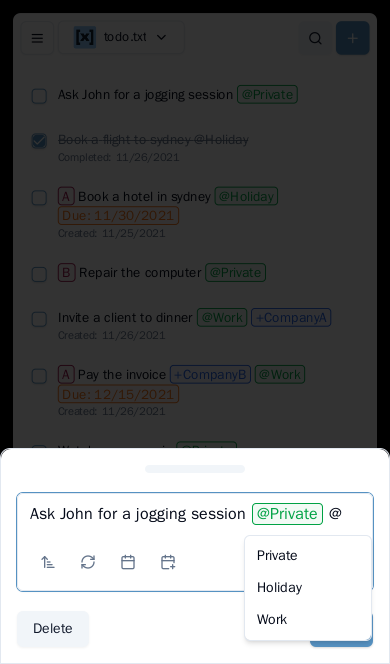 [x] todo.txt
Ask John for a jogging session @Private
Book a flight to sydney @Holiday
Completed: 11/26/2021
A Book a hotel in sydney @Holiday
Due: 11/30/2021
Created: 11/25/2021
B Repair the computer @Private
Invite a client to dinner @Work +CompanyA
Created: 11/26/2021
A Pay the invoice +CompanyB @Work
Due: 12/15/2021
Created: 11/26/2021
Ask John for a jogging session @Private @
Private
Holiday
Work
Delete